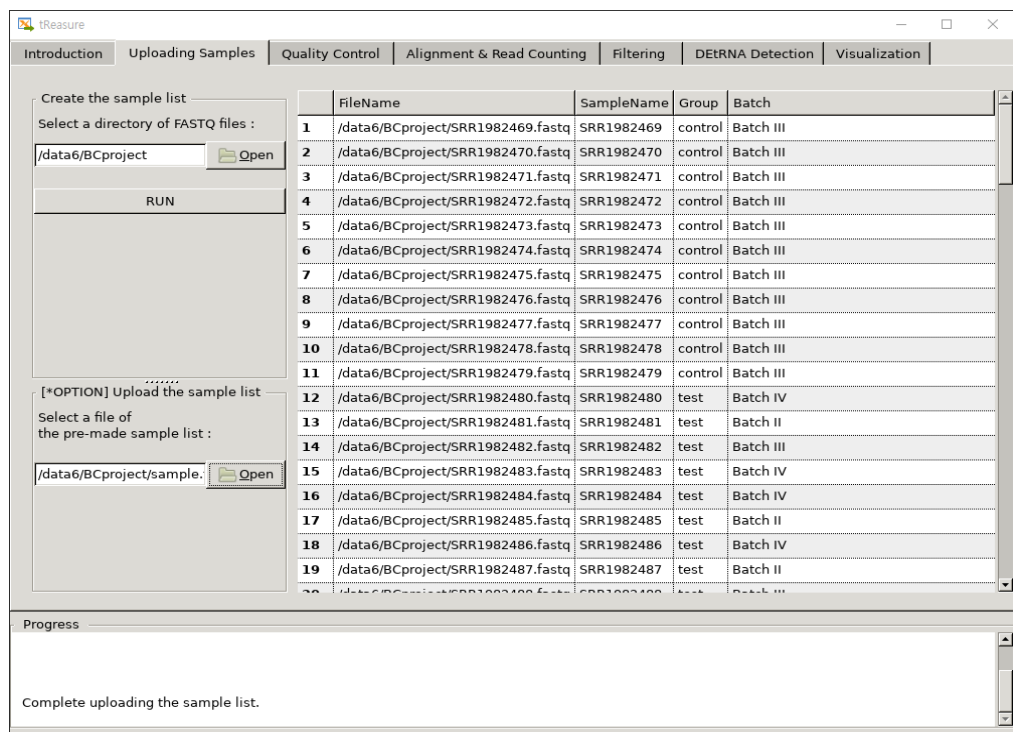 tReasure
Introduction Uploading Samples Quality Control Alignment & Read Counting Filtering DEtRNA Detection Visualization
Create the sample list
Select a directory of FASTQ files :
/data6/BCproject Open
RUN
[*OPTION] Upload the sample list
Select a file of
the pre-made sample list :
/data6/BCproject/sample. Open
FileName SampleName Group Batch
1 /data6/BCproject/SRR1982469.fastq SRR1982469 control Batch III
2 /data6/BCproject/SRR1982470.fastq SRR1982470 control Batch III
3 /data6/BCproject/SRR1982471.fastq SRR1982471 control Batch III
4 /data6/BCproject/SRR1982472.fastq SRR1982472 control Batch III
5 /data6/BCproject/SRR1982473.fastq SRR1982473 control Batch III
6 /data6/BCproject/SRR1982474.fastq SRR1982474 control Batch III
7 /data6/BCproject/SRR1982475.fastq SRR1982475 control Batch III
8 /data6/BCproject/SRR1982476.fastq SRR1982476 control Batch III
9 /data6/BCproject/SRR1982477.fastq SRR1982477 control Batch III
10 /data6/BCproject/SRR1982478.fastq SRR1982478 control Batch III
11 /data6/BCproject/SRR1982479.fastq SRR1982479 control Batch III
12 /data6/BCproject/SRR1982480.fastq SRR1982480 test Batch IV
13 /data6/BCproject/SRR1982481.fastq SRR1982481 test Batch II
14 /data6/BCproject/SRR1982482.fastq SRR1982482 test Batch III
15 /data6/BCproject/SRR1982483.fastq SRR1982483 test Batch IV
16 /data6/BCproject/SRR1982484.fastq SRR1982484 test Batch IV
17 /data6/BCproject/SRR1982485.fastq SRR1982485 test Batch II
18 /data6/BCproject/SRR1982486.fastq SRR1982486 test Batch IV
19 /data6/BCproject/SRR1982487.fastq SRR1982487 test Batch II
Progress
Complete uploading the sample list.